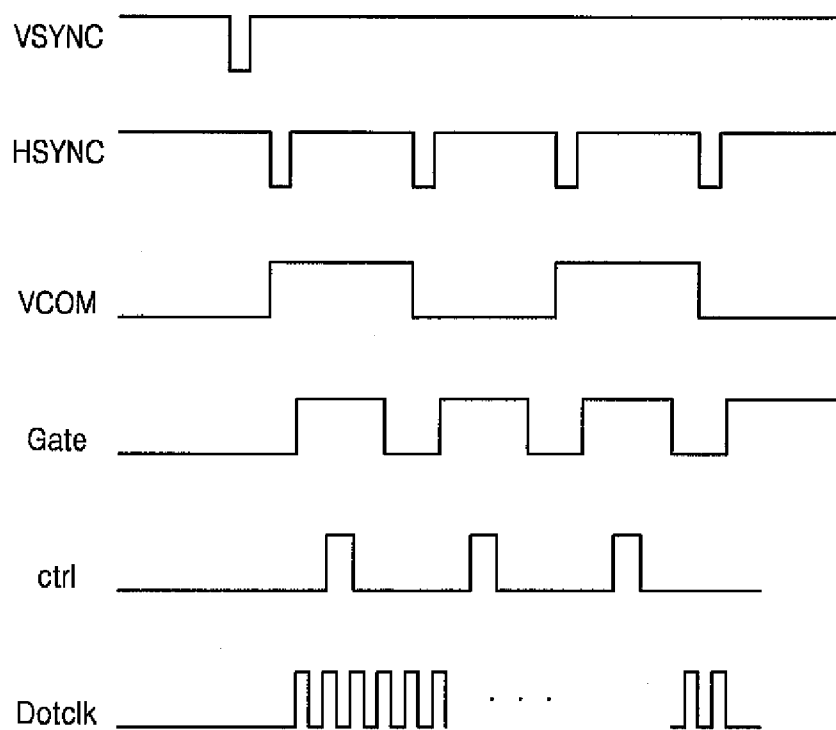 VSYNC
HSYNC
VCOM
Gate
ctrl
Dotclk
. . .